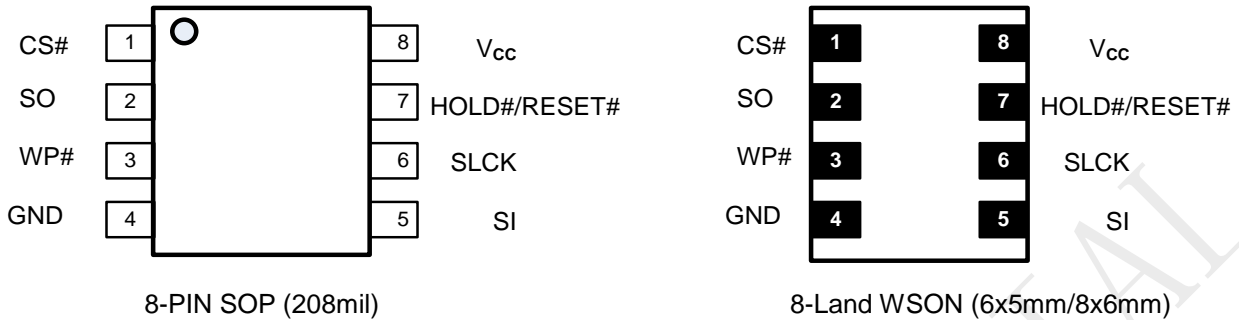 CS# 1 8 Vcc
SO 2 7 HOLD#/RESET#
WP# 3 6 SLCK
GND 4 5 SI
8-PIN SOP (208mil)
CS# 1 8 Vcc
SO 2 7 HOLD#/RESET#
WP# 3 6 SLCK
GND 4 5 SI
8-Land WSON (6x5mm/8x6mm)